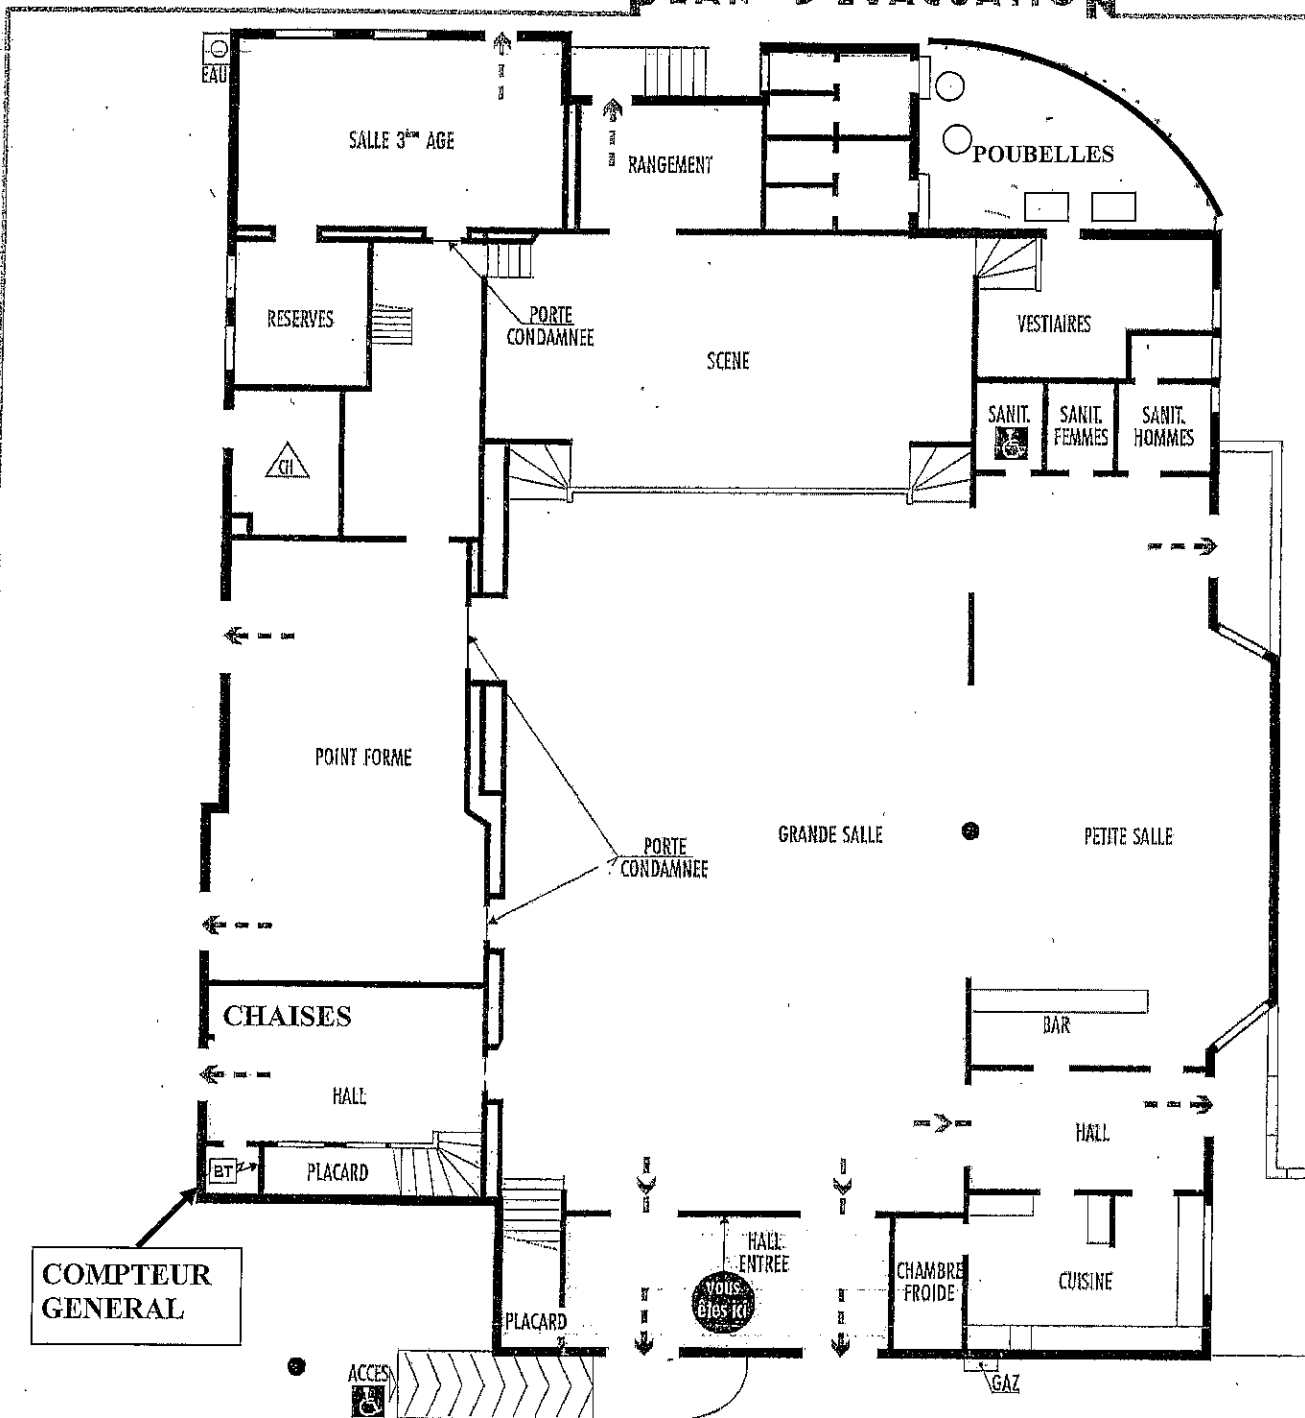 PLAN D'EVACUATION
EAU
SALLE 3ème AGE
RANGEMENT
POUBELLES
RESERVES
PORTE
CONDAMNEE
SCENE
VESTIAIRES
SANIT.
SANIT.
FEMMES
SANIT.
HOMMES
CH
POINT FORME
GRANDE SALLE
PETITE SALLE
PORTE
CONDAMNEE
CHAISES
BAR
HALL
HALL
BT
PLACARD
COMPTEUR
GENERAL
HALL
ENTREE
vous
êtes ici
CHAMBRE
FROIDE
CUISINE
PLACARD
ACCES
GAZ